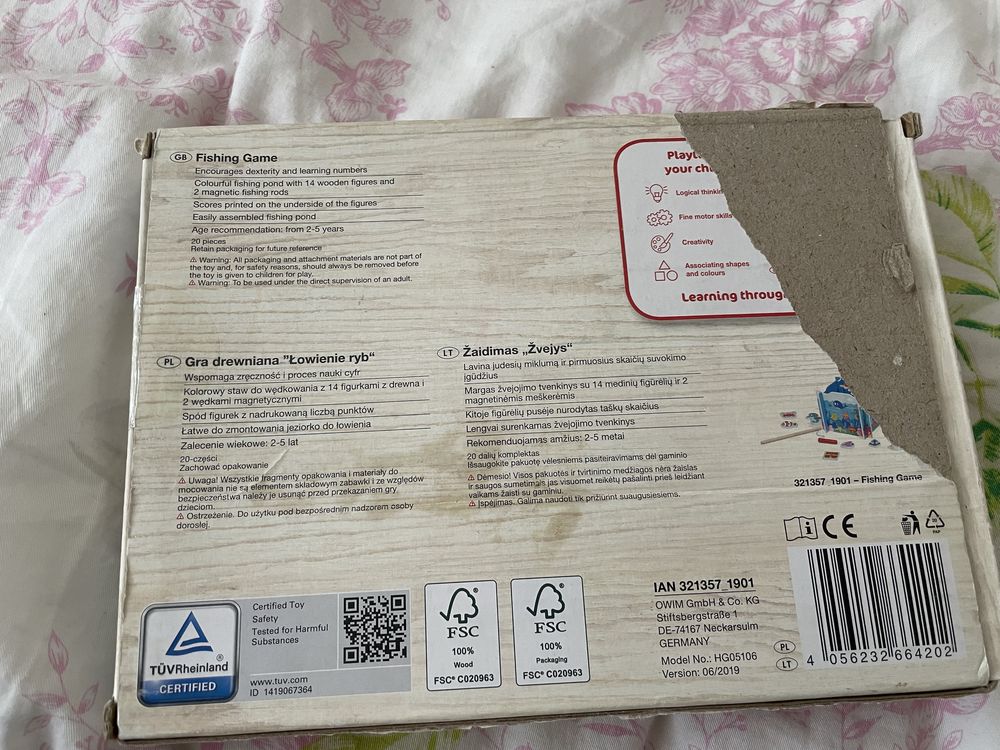 GB Fishing Game
Encourages dexterity and learning numbers
Colourful fishing pond with 14 wooden figures and
2 magnetic fishing rods
Scores printed on the underside of the figures
Easily assembled fishing pond
Age recommendation: from 2-5 years
20 pieces
Retain packaging for future reference
Warning: All packaging and attachment materials are not part of
the toy and, for safety reasons, should always be removed before
the toy is given to children for play.
Warning: To be used under the direct supervision of an adult.
your
Logical
Fine motor skills
Creativity
Associating shapes
and colours
Learning
PL Gra drewniana "Łowienie ryb"
Wspomaga zręczność i proces nauki cyfr
Kolorowy staw do wędkowania z 14 figurkami z drewna i
2 wędkami magnetycznymi
Spód figurek z nadrukowaną liczbą punktów
Łatwe do zmontowania jeziorko do łowienia
Zalecenie wiekowe: 2-5 lat
20-części
Zachować opakowanie
Uwaga! Wszystkie fragmenty opakowania i materiały do
mocowania nie są elementem składowym zabawki i ze względów
bezpieczeństwa należy je usunąć przed przekazaniem gry
dzieciom.
Ostrzeżenie. Do użytku pod bezpośrednim nadzorem osoby
dorosłej.
LT Žaidimas „Žvejys“
Lavina judesių miklumą ir pirmuosius skaičių suvokimo
įgūdžius
Margas žvejojimo tvenkinys su 14 medinių figūrėlių ir 2
magnetinėmis meškerėmis
Kitoje figūrėlių pusėje nurodytas taškų skaičius
Lengvai surenkamas žvejojimo tvenkinys
Rekomenduojamas amžius: 2-5 metai
20 dalių komplektas
Išsaugokite pakuotę vėlesniems pasiteiravimams dėl gaminio
Dėmesio! Visos pakuotės ir tvirtinimo medžiagos nėra žaislas
ir saugos sumetimais jas visuomet reikėtų pašalinti prieš leidžiant
vaikams žaisti su gaminiu.
Įspėjimas. Galima naudoti tik prižiūrint suaugusiesiems.
321357_1901 – Fishing Game
CE
20
PAP
TÜVRheinland®
CERTIFIED
Certified Toy
Safety
Tested for Harmful
Substances
www.tuv.com
ID 1419067364
FSC
100%
Wood
FSC® C020963
FSC
100%
Packaging
FSC® C020963
IAN 321357_1901
OWIM GmbH & Co. KG
Stiftsbergstraße 1
DE-74167 Neckarsulm
GERMANY
Model No.: HG05106
Version: 06/2019
PL
LT
4 056232 664202